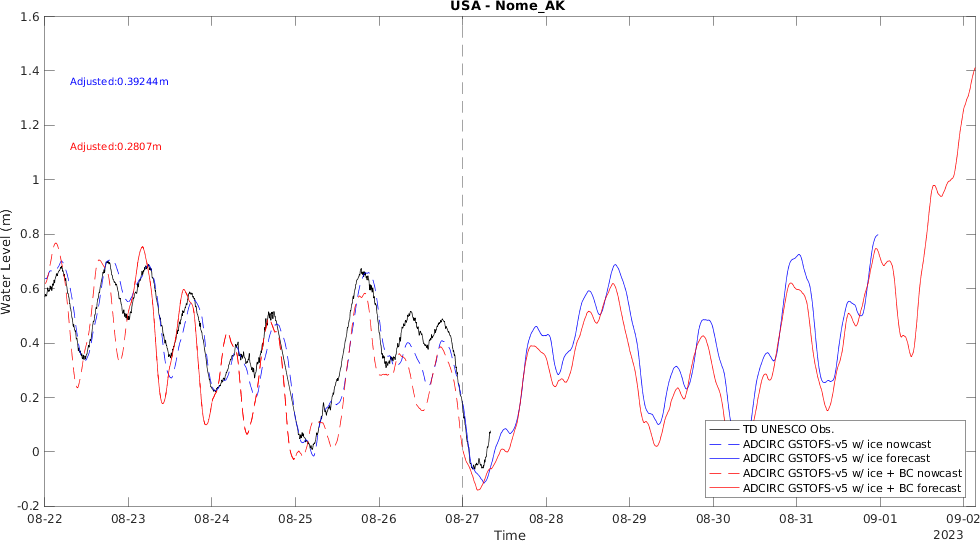 USA - Nome_AK
1.6
1.4
Adjusted:0.39244m
1.2
Adjusted:0.2807m
1
0.8
Water Level (m)
0.6
0.4
0.2
0
-0.2
TD UNESCO Obs.
ADCIRC GSTOFS-v5 w/ ice nowcast
ADCIRC GSTOFS-v5 w/ ice forecast
ADCIRC GSTOFS-v5 w/ ice + BC nowcast
ADCIRC GSTOFS-v5 w/ ice + BC forecast
08-22 08-23 08-24 08-25 08-26 08-27 08-28 08-29 08-30 08-31 09-01 09-02
Time
2023